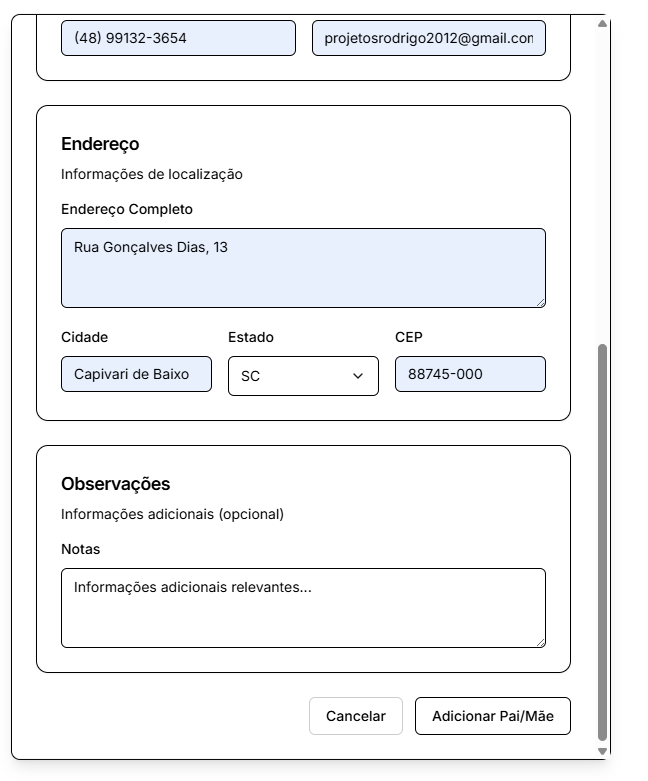 (48) 99132-3654
projetosrodrigo2012@gmail.con
Endereço
Informações de localização
Endereço Completo
Rua Gonçalves Dias, 13
Cidade
Estado
CEP
Capivari de Baixo
SC
88745-000
Observações
Informações adicionais (opcional)
Notas
Informações adicionais relevantes...
Cancelar
Adicionar Pai/Mãe